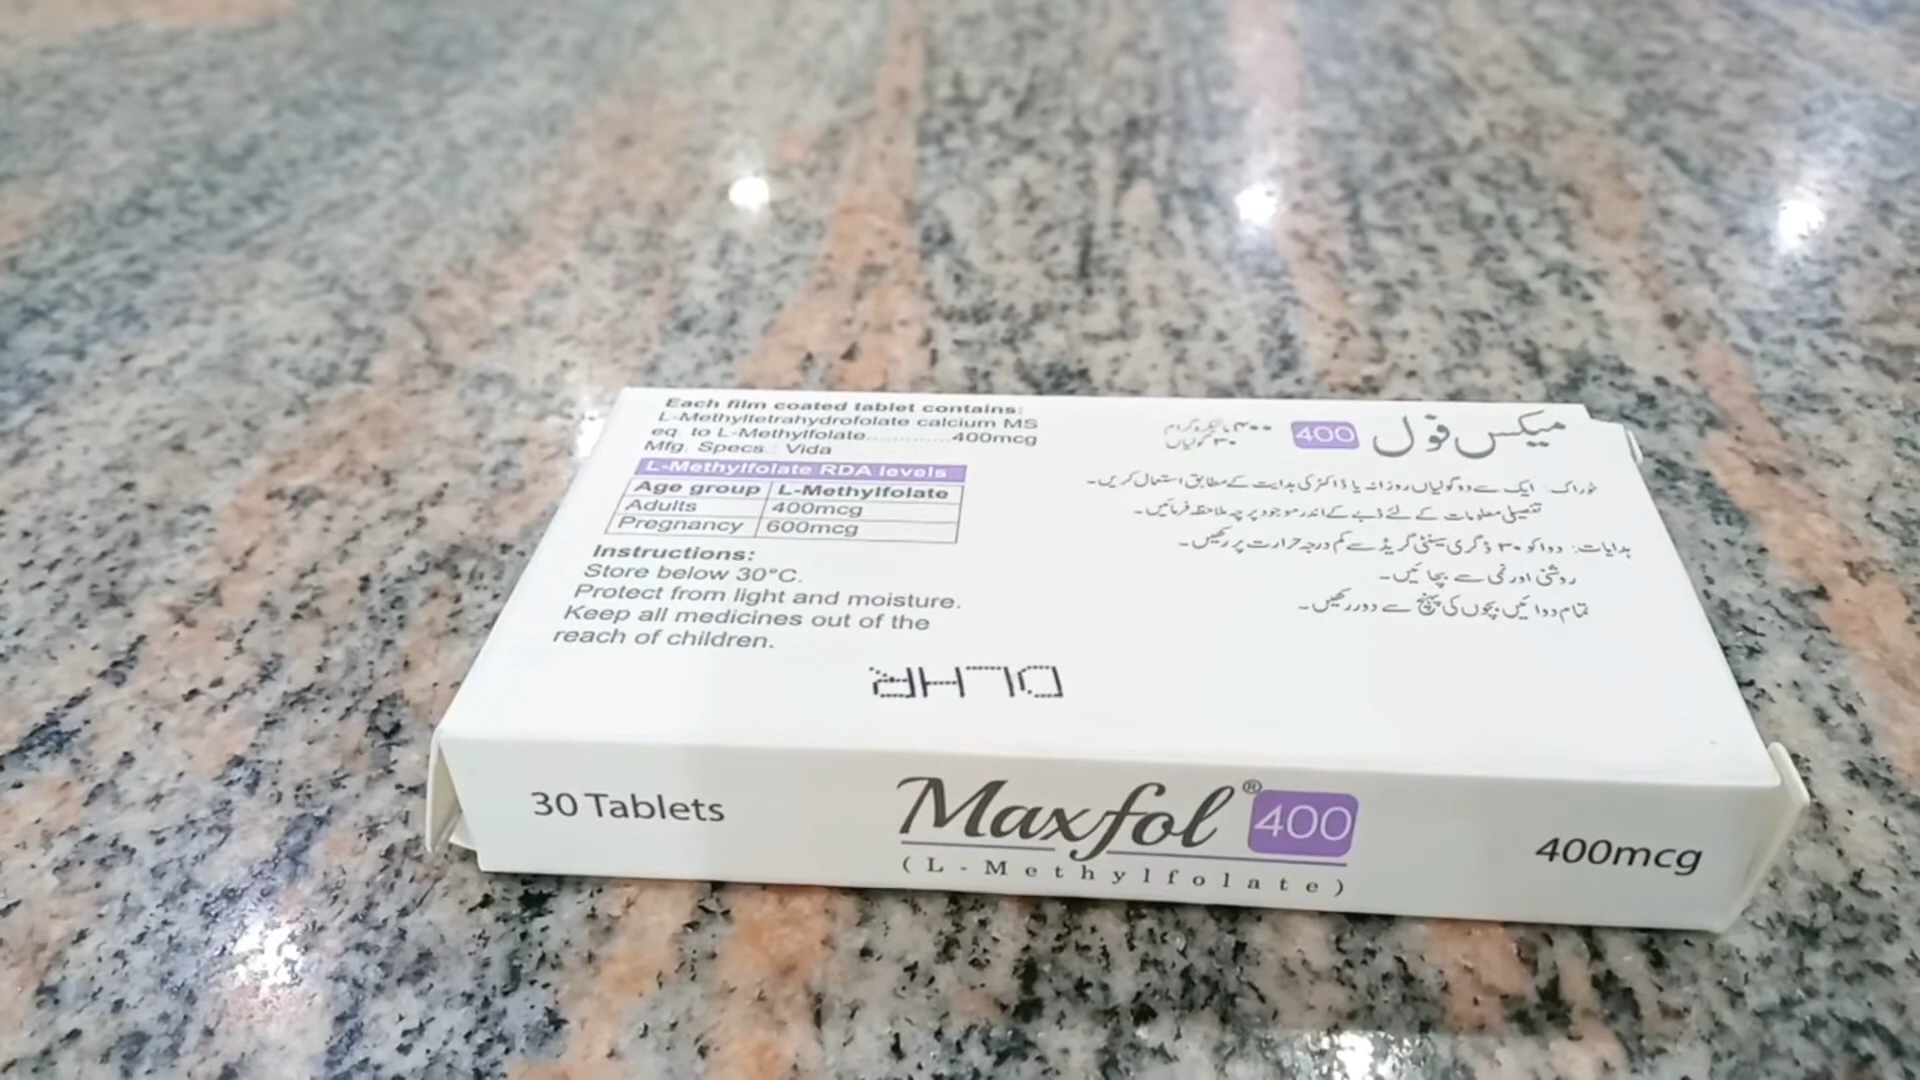 Each film coated tablet contains:
L-Methyltetrahydrofolate calcium MS
eq. to L-Methylfolate.............400mcg
Mfg. Specs.: Vida
L-Methylfolate RDA levels
Age group L-Methylfolate
Adults 400mcg
Pregnancy 600mcg
Instructions:
Store below 30°C.
Protect from light and moisture.
Keep all medicines out of the
reach of children.
میکس فول 400
۴۰۰ مائیکروگرام
۳۰ گولیاں
خوراک: ایک سے دو گولیاں روزانہ یا ڈاکٹر کی ہدایت کے مطابق استعمال کریں۔
تفصیلی معلومات کے لئے ڈبے کے اندر موجود پرچہ ملاحظہ فرمائیں۔
ہدایات: دوا کو ۳۰ ڈگری سینٹی گریڈ سے کم درجہ حرارت پر رکھیں۔
روشنی اور نمی سے بچائیں۔
تمام دوائیں بچوں کی پہنچ سے دور رکھیں۔
DLHR
30 Tablets
Maxfol® 400
(L-Methylfolate)
400mcg